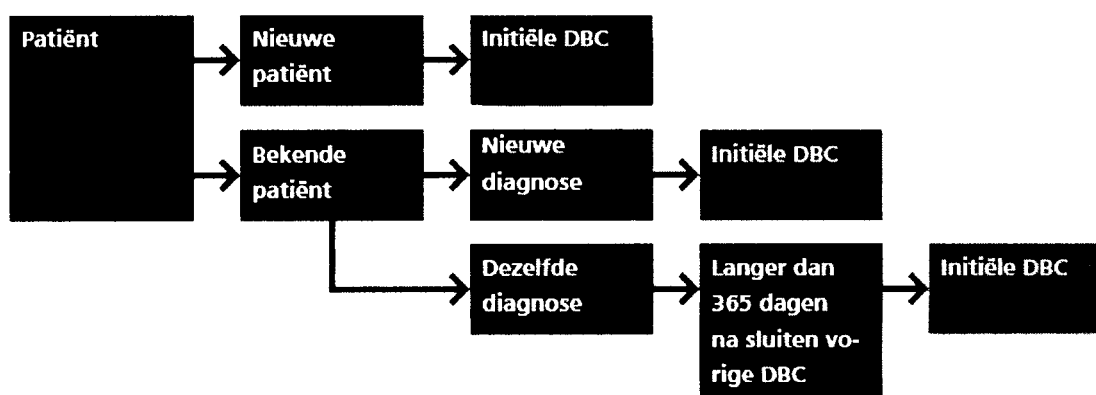 Patiënt
Nieuwe
patiënt
Initiële DBC
Bekende
patiënt
Nieuwe
diagnose
Initiële DBC
Dezelfde
diagnose
Langer dan
365 dagen
na sluiten vo-
rige DBC
Initiële DBC